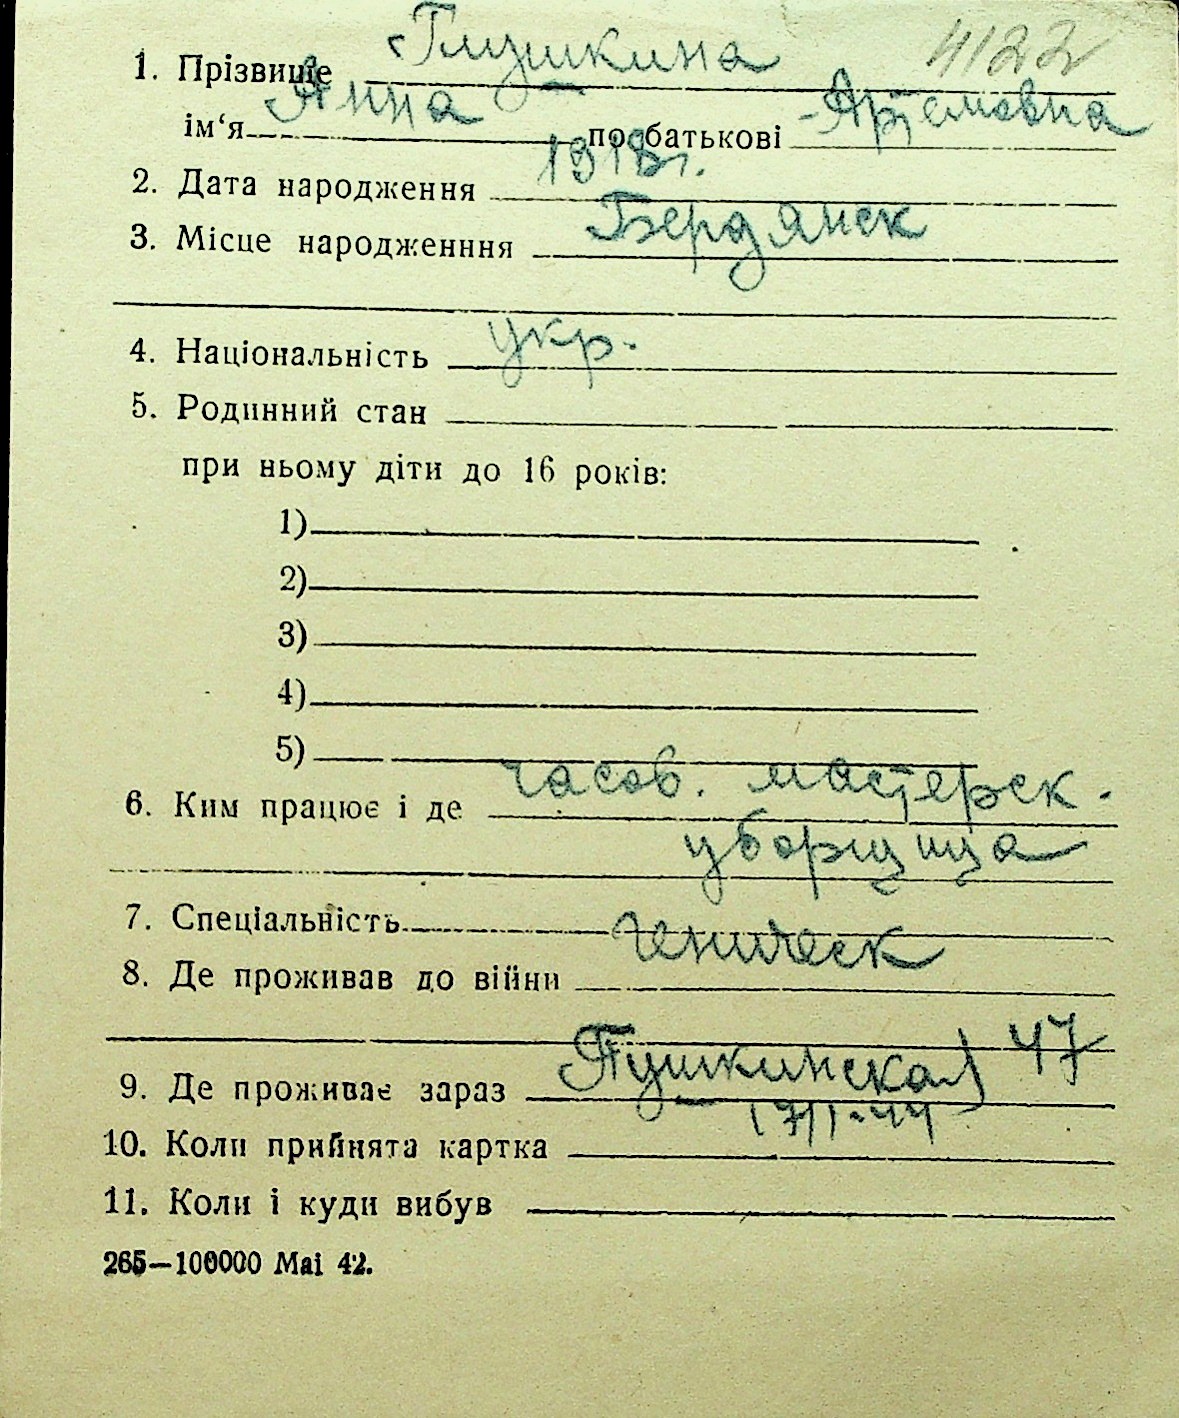 4122
1. Прізвище Глушкина
ім‘я Анна по батькові Артемовна
2. Дата народження 1918 г.
3. Місце народженння Бердянск
4. Національність укр.
5. Родинний стан
при ньому діти до 16 років:
1)
2)
3)
4)
5)
6. Ким працює і де часов. мастерск.
уборщица
7. Спеціальність
8. Де проживав до війни Геническ
9. Де проживає зараз Пушкинская 47
10. Коли прийнята картка
11. Коли і куди вибув
265—100000 Mai 42.